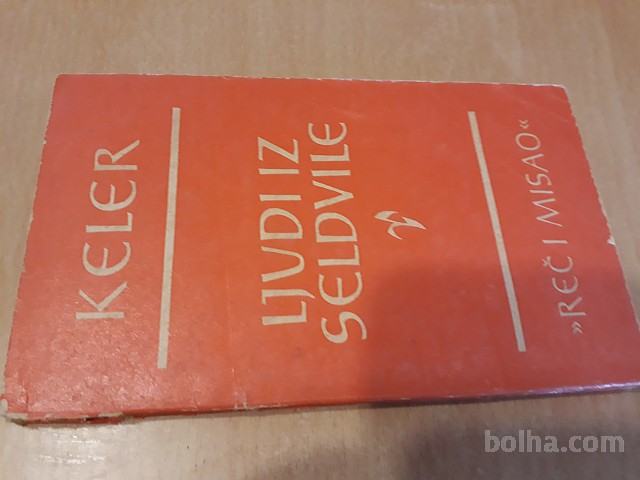 KELER
LJUDI IZ
SELDVILE
»REČ I MISAO«
bolha.com